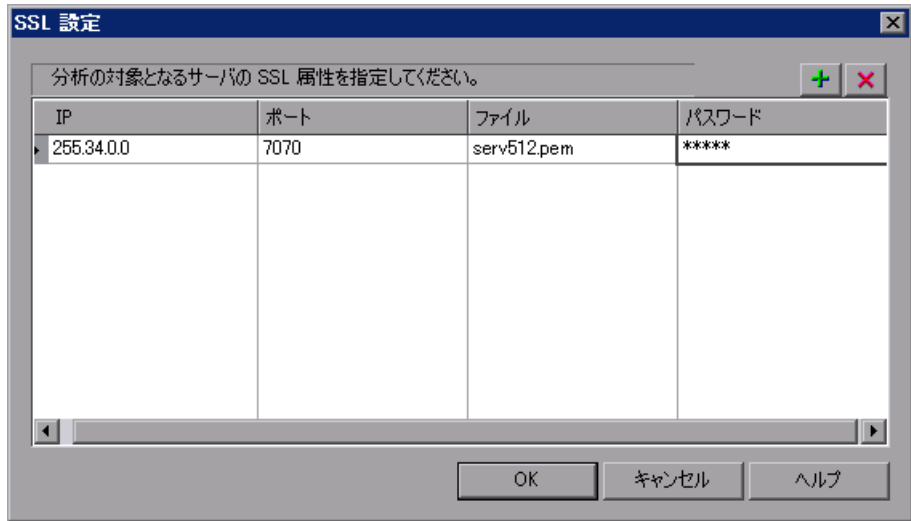 SSL 設定
分析の対象となるサーバの SSL 属性を指定してください。
IP ポート ファイル パスワード
255.34.0.0 7070 serv512.pem *****
OK キャンセル ヘルプ